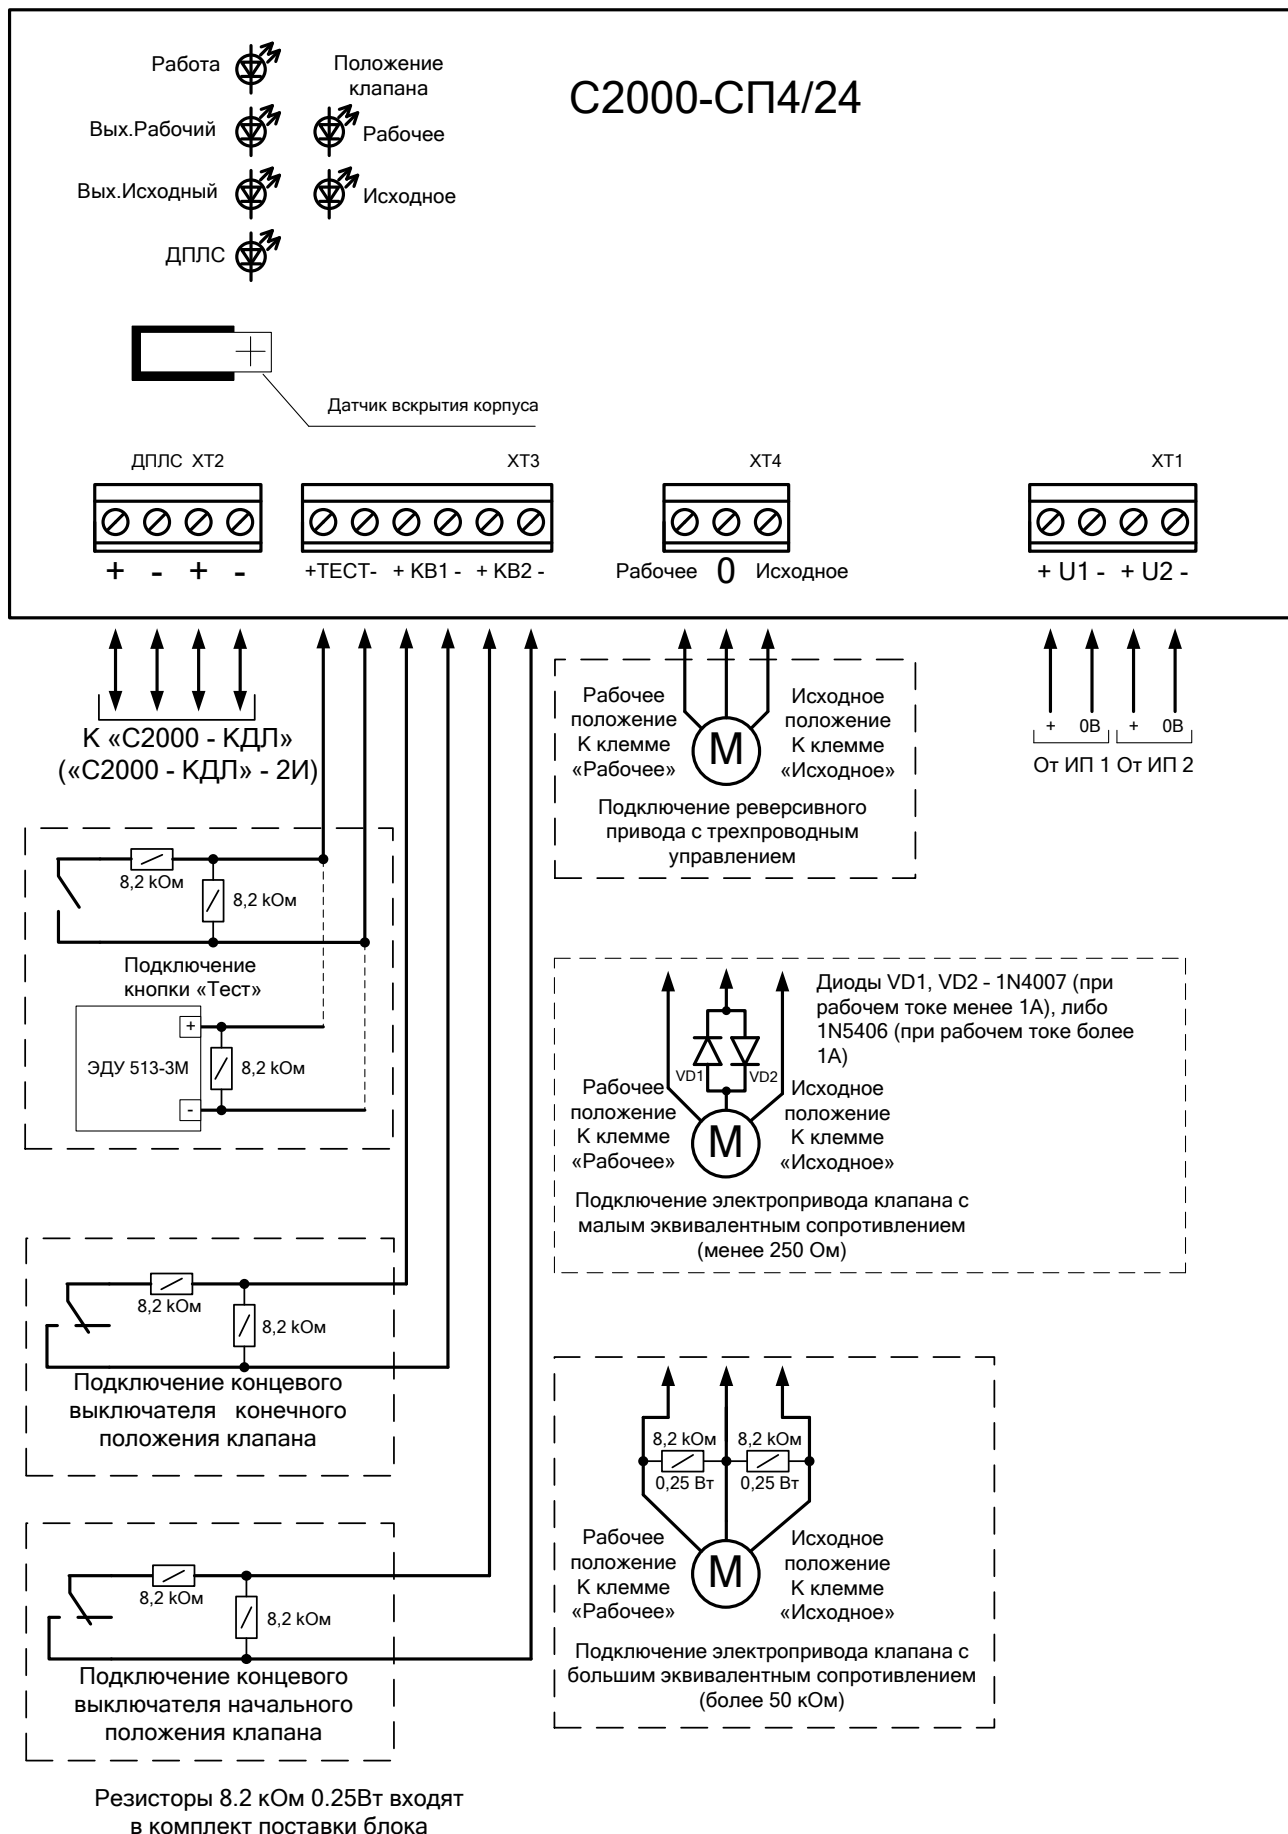 С2000-СП4/24
Работа
Вых.Рабочий
Вых.Исходный
ДПЛС
Положение
клапана
Рабочее
Исходное
Датчик вскрытия корпуса
ДПЛС XT2
XT3
XT4
XT1
+ - + -
+ТЕСТ- + КВ1 - + КВ2 -
Рабочее 0 Исходное
+ U1 - + U2 -
К «С2000 - КДЛ»
(«С2000 - КДЛ» - 2И)
+ 0В + 0В
От ИП 1 От ИП 2
8,2 kОм
8,2 kОм
Подключение
кнопки «Тест»
ЭДУ 513-3М
+
-
8,2 kОм
8,2 kОм
8,2 kОм
Подключение концевого
выключателя конечного
положения клапана
8,2 kОм
8,2 kОм
Подключение концевого
выключателя начального
положения клапана
Резисторы 8.2 кОм 0.25Вт входят
в комплект поставки блока
Рабочее
положение
К клемме
«Рабочее»
М
Исходное
положение
К клемме
«Исходное»
Подключение реверсивного
привода с трехпроводным
управлением
Диоды VD1, VD2 – 1N4007 (при
рабочем токе менее 1А), либо
1N5406 (при рабочем токе более
1А)
VD1
VD2
Рабочее
положение
К клемме
«Рабочее»
М
Исходное
положение
К клемме
«Исходное»
Подключение электропривода клапана с
малым эквивалентным сопротивлением
(менее 250 Ом)
8,2 kОм 8,2 kОм
0,25 Вт 0,25 Вт
Рабочее
положение
К клемме
«Рабочее»
М
Исходное
положение
К клемме
«Исходное»
Подключение электропривода клапана с
большим эквивалентным сопротивлением
(более 50 кОм)